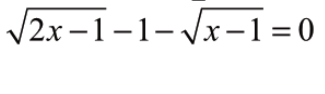 √(2x−1) − 1 − √(x−1) = 0